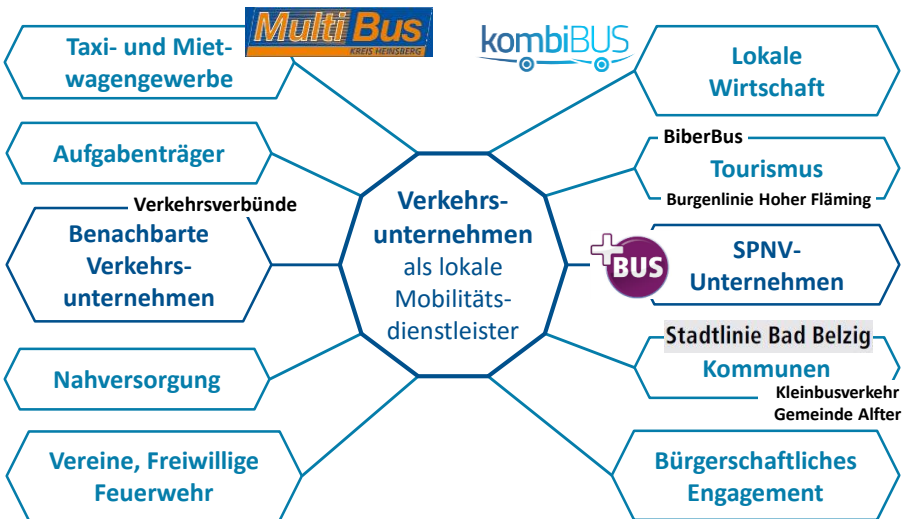 Multi Bus
KREIS HEINSBERG
kombiBUS
Taxi- und Miet-
wagengewerbe
Lokale
Wirtschaft
Aufgabenträger
BiberBus
Tourismus
Burgenlinie Hoher Fläming
Verkehrsverbünde
Benachbarte
Verkehrs-
unternehmen
Verkehrs-
unternehmen
als lokale
Mobilitäts-
dienstleister
+BUS
SPNV-
Unternehmen
Nahversorgung
Stadtlinie Bad Belzig
Kommunen
Kleinbusverkehr
Gemeinde Alfter
Vereine, Freiwillige
Feuerwehr
Bürgerschaftliches
Engagement